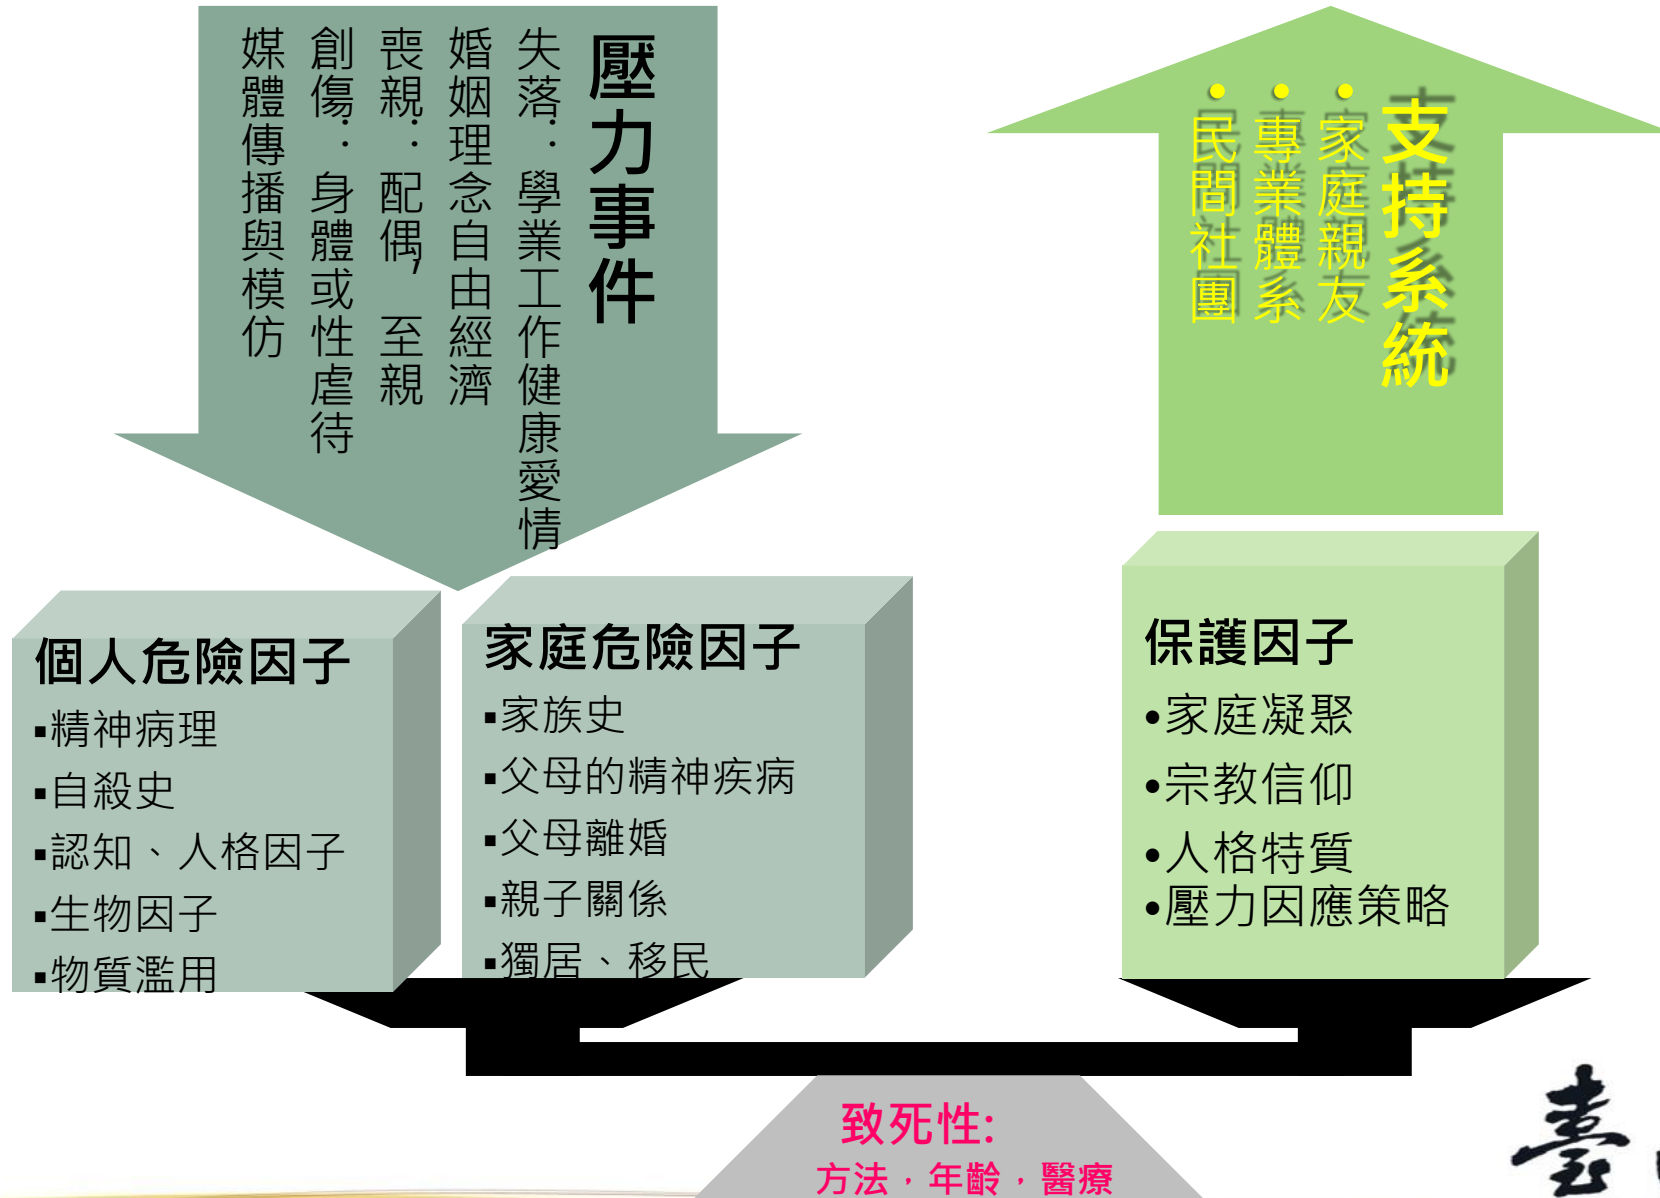 壓力事件
失落：學業工作健康愛情
婚姻理念自由經濟
喪親：配偶，至親
創傷：身體或性虐待
媒體傳播與模仿
支持系統
•家庭親友
•專業體系
•民間社團
個人危險因子
▪精神病理
▪自殺史
▪認知、人格因子
▪生物因子
▪物質濫用
家庭危險因子
▪家族史
▪父母的精神疾病
▪父母離婚
▪親子關係
▪獨居、移民
保護因子
•家庭凝聚
•宗教信仰
•人格特質
•壓力因應策略
致死性:
方法，年齡，醫療
臺